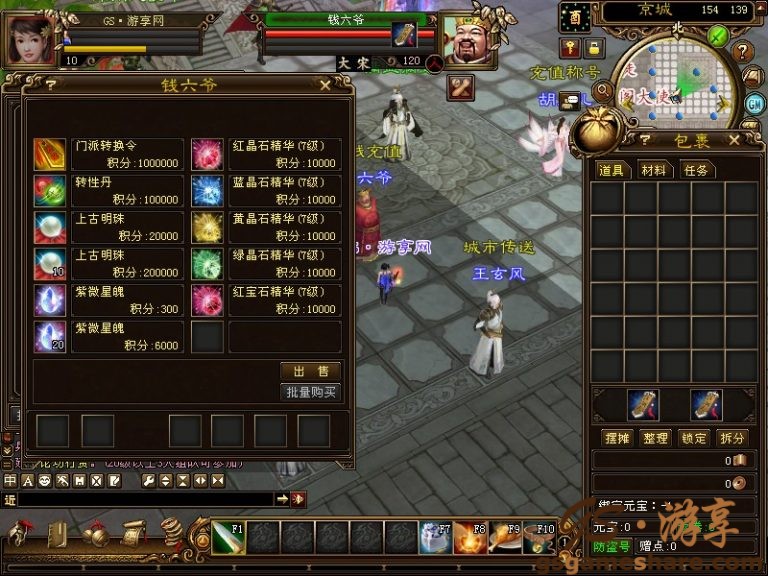 GS·游享网
10
钱六爷
大宋
120
酉
京城
154 139
北
GM
钱六爷
门派转换令
积分:1000000
红晶石精华(7级)
积分:10000
转性丹
积分:100000
蓝晶石精华(7级)
积分:10000
上古明珠
积分:20000
黄晶石精华(7级)
积分:10000
上古明珠
积分:200000
10
绿晶石精华(7级)
积分:10000
紫微星魄
积分:300
红宝石精华(7级)
积分:10000
紫微星魄
积分:6000
20
出售
批量购买
充值称号
六爷
·游享网
城市传送
王玄风
包裹
道具
材料
任务
摆摊
整理
锁定
拆分
0
0
元宝:0
防盗号
赠点:0
近
F1
F7
F8
F9
F10
·游享
gsgameshare.com